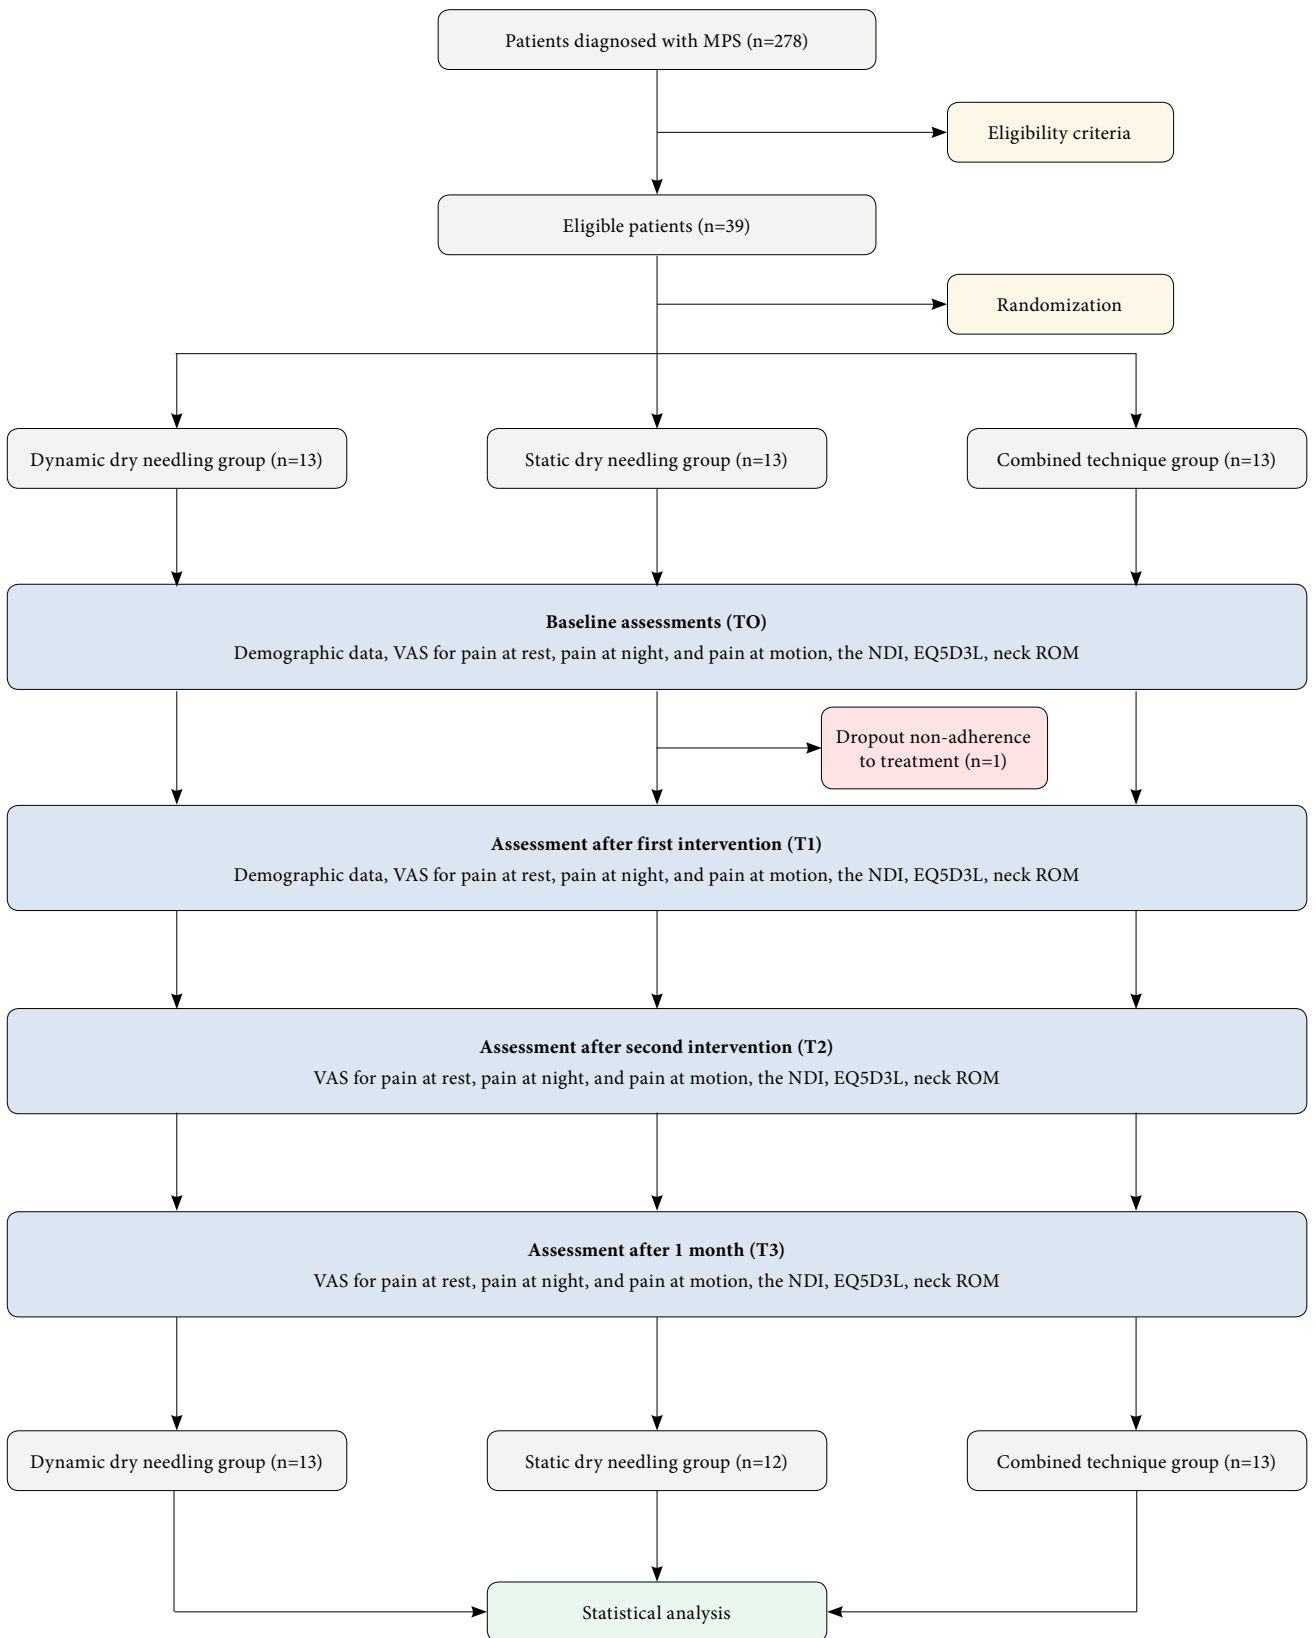 Patients diagnosed with MPS (n=278)
Eligibility criteria
Eligible patients (n=39)
Randomization
Dynamic dry needling group (n=13)
Static dry needling group (n=13)
Combined technique group (n=13)
Baseline assessments (TO)
Demographic data, VAS for pain at rest, pain at night, and pain at motion, the NDI, EQ5D3L, neck ROM
Dropout non-adherence
to treatment (n=1)
Assessment after first intervention (T1)
Demographic data, VAS for pain at rest, pain at night, and pain at motion, the NDI, EQ5D3L, neck ROM
Assessment after second intervention (T2)
VAS for pain at rest, pain at night, and pain at motion, the NDI, EQ5D3L, neck ROM
Assessment after 1 month (T3)
VAS for pain at rest, pain at night, and pain at motion, the NDI, EQ5D3L, neck ROM
Dynamic dry needling group (n=13)
Static dry needling group (n=12)
Combined technique group (n=13)
Statistical analysis